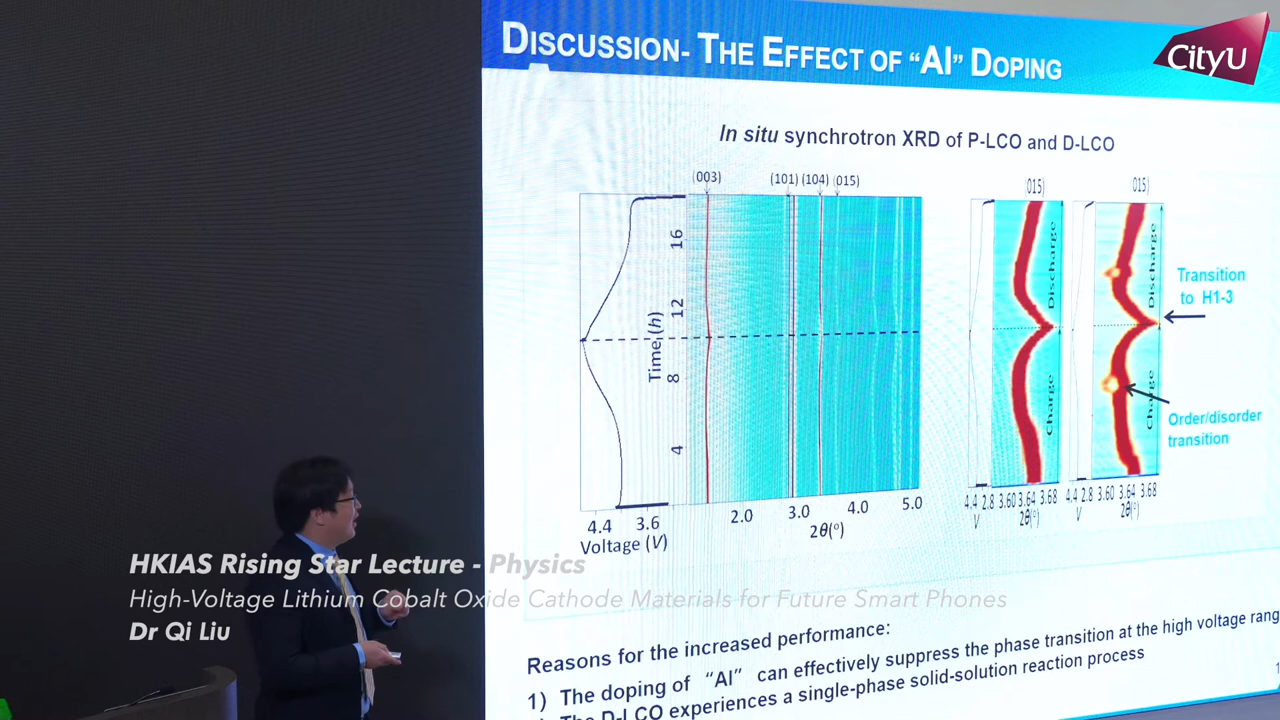 DISCUSSION- THE EFFECT OF “Al” DOPING
CityU
In situ synchrotron XRD of P-LCO and D-LCO
(003) (101) (104) (015)
16
12
8
4
Time (h)
4.4 3.6
Voltage (V)
2.0 3.0 4.0 5.0
2θ(°)
015) 015)
Discharge
Charge
Discharge
Charge
4.4 2.8 3.60 3.64 3.68 4.4 2.8 3.60 3.64 3.68
V 2θ(°) V 2θ(°)
Transition
to H1-3
Order/disorder
transition
HKIAS Rising Star Lecture - Physics
High-Voltage Lithium Cobalt Oxide Cathode Materials for Future Smart Phones
Dr Qi Liu
Reasons for the increased performance:
1) The doping of “Al” can effectively suppress the phase transition at the high voltage rang
The D-LCO experiences a single-phase solid-solution reaction process